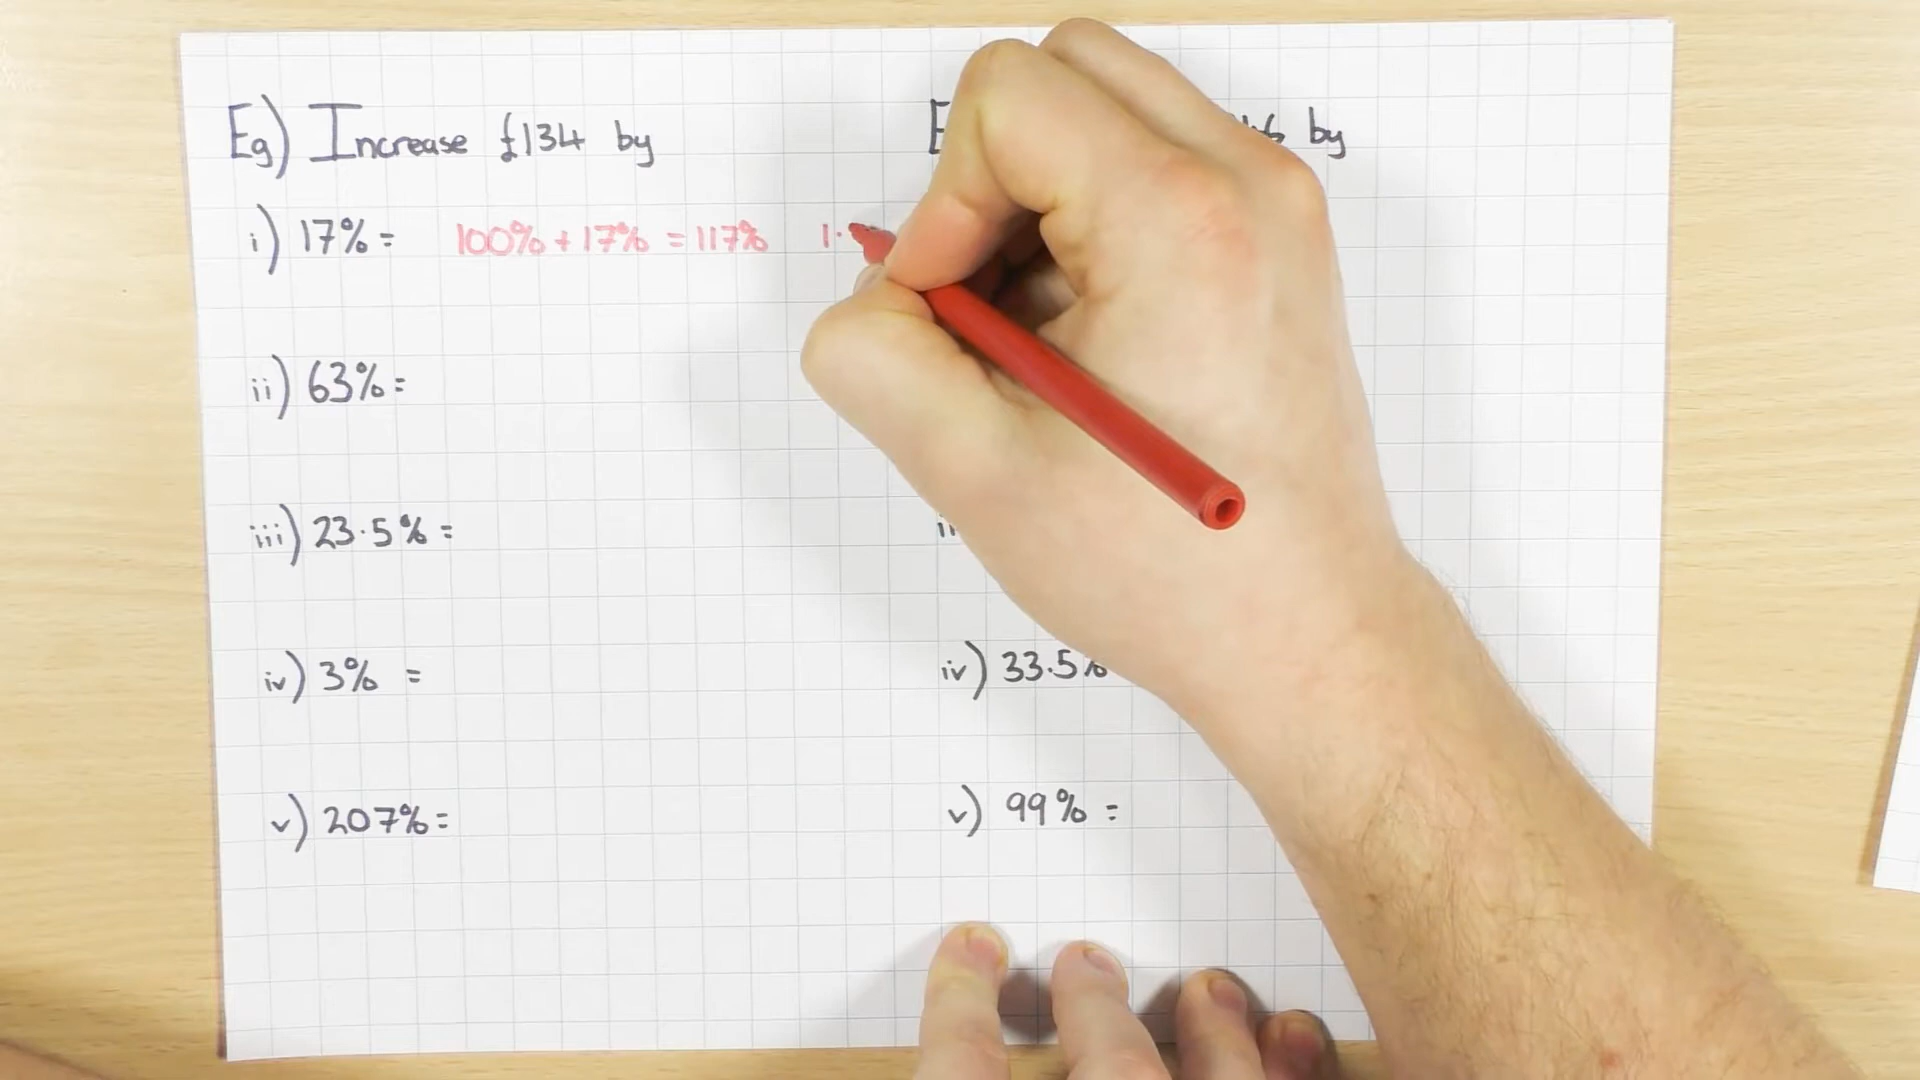 Eg) Increase £134 by
i) 17% = 100% + 17% = 117% 1.
ii) 63% =
iii) 23.5% =
iv) 3% =
v) 207% =
by
iv) 33.5%
v) 99% =